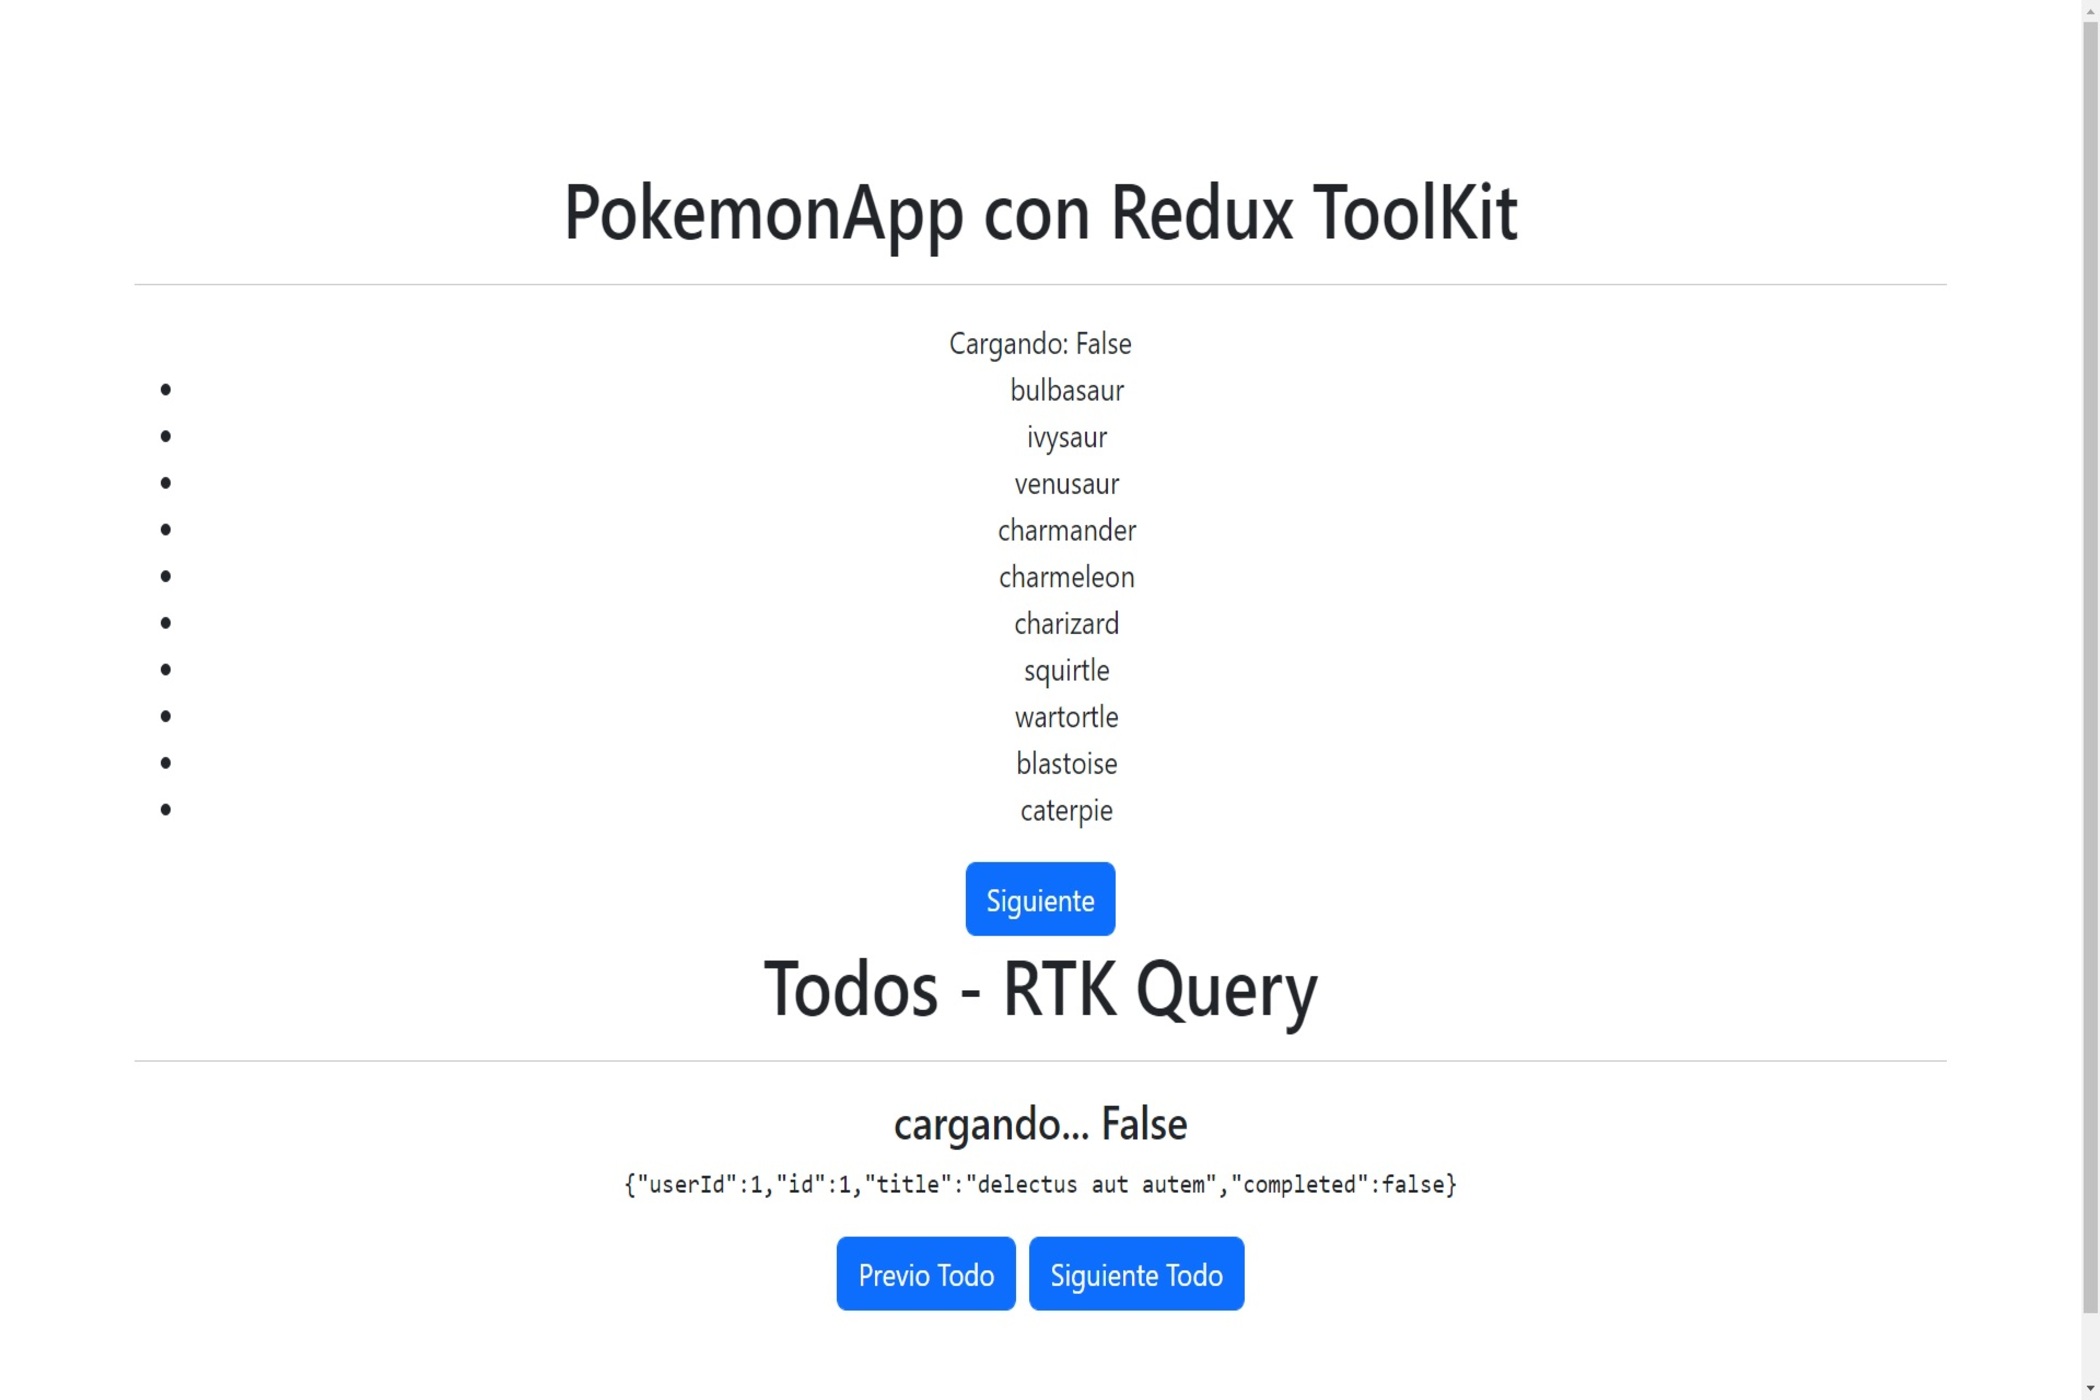 PokemonApp con Redux ToolKit
Cargando: False
bulbasaur
ivysaur
venusaur
charmander
charmeleon
charizard
squirtle
wartortle
blastoise
caterpie
Siguiente
Todos - RTK Query
cargando... False
{"userId":1,"id":1,"title":"delectus aut autem","completed":false}
Previo Todo Siguiente Todo